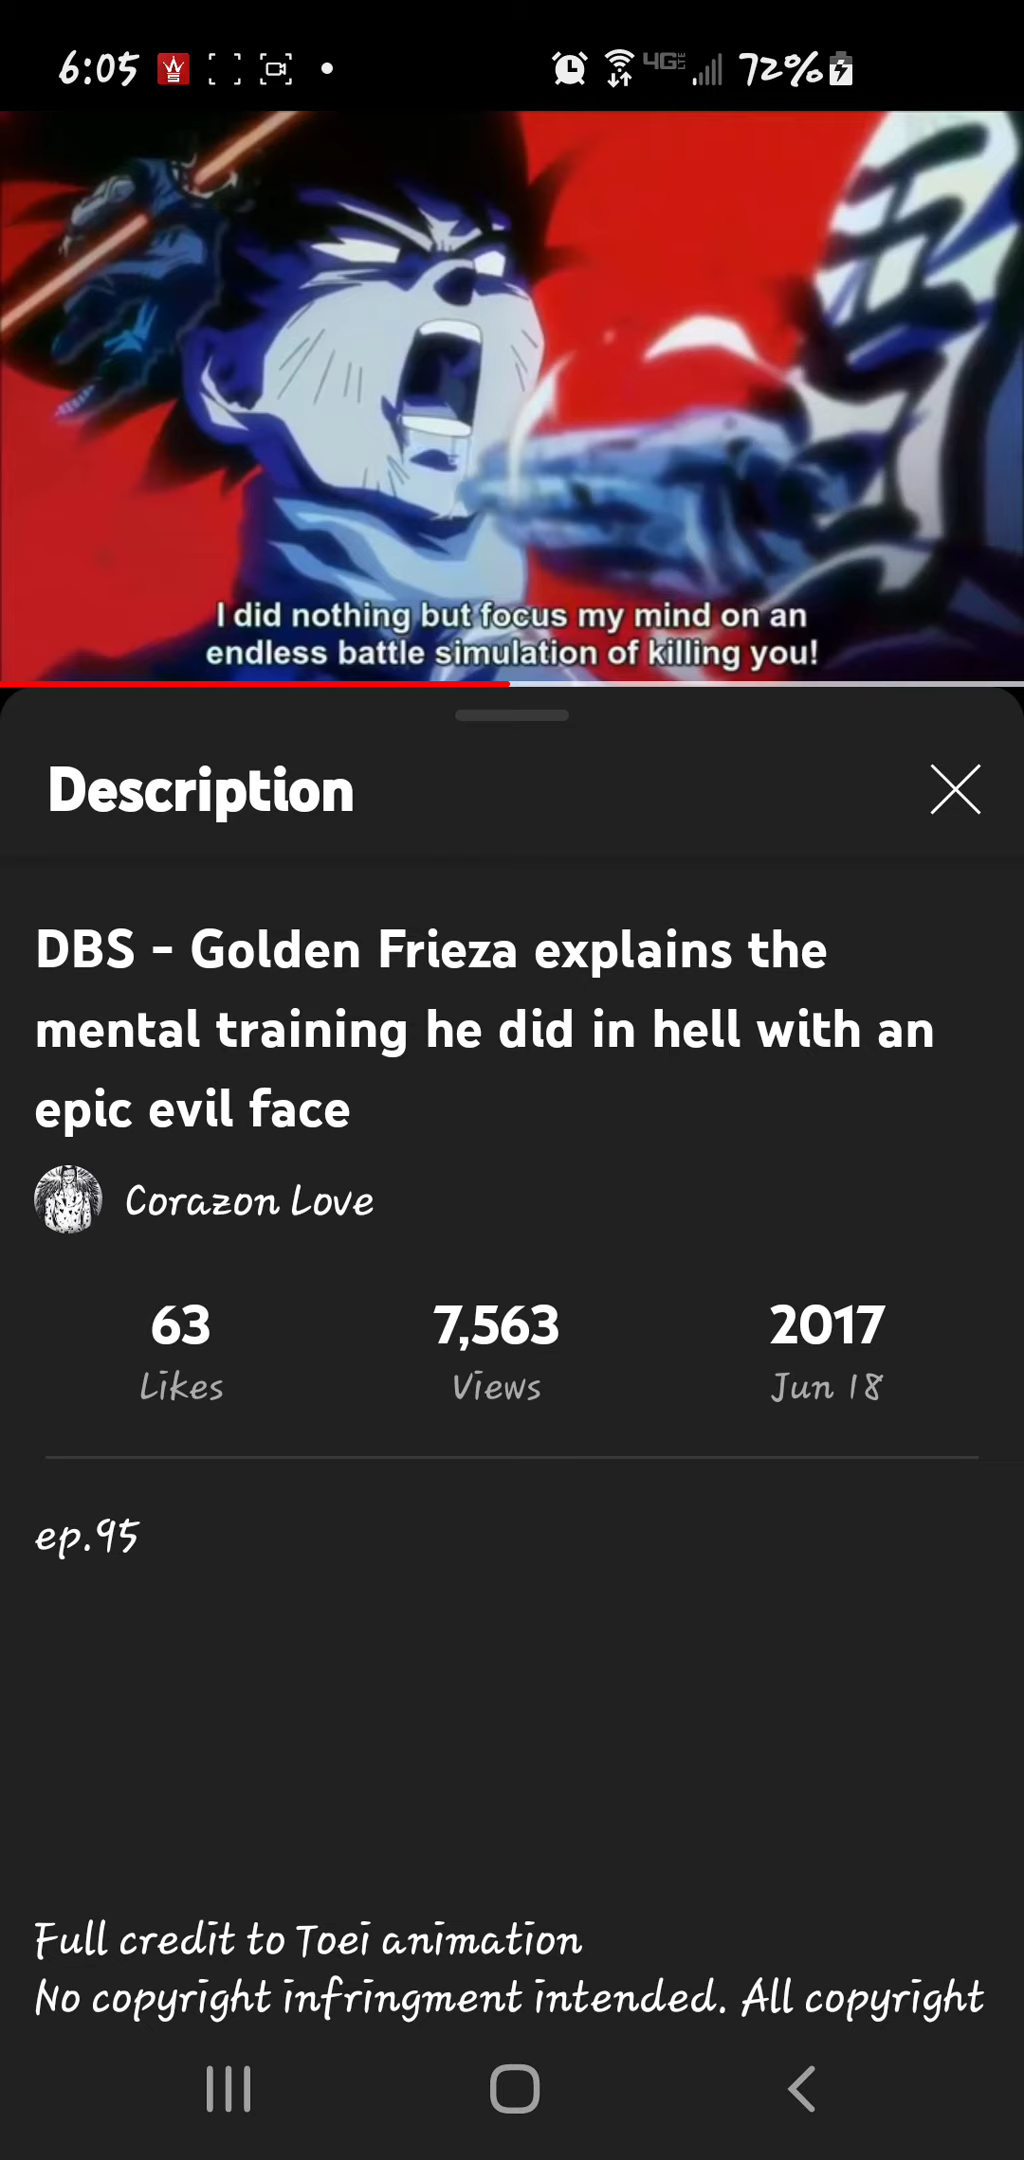 6:05
4G LTE
72%
I did nothing but focus my mind on an
endless battle simulation of killing you!
Description
DBS - Golden Frieza explains the
mental training he did in hell with an
epic evil face
Corazon Love
63
7,563
2017
Likes
Views
Jun 18
ep.95
Full credit to Toei animation
No copyright infringment intended. All copyright